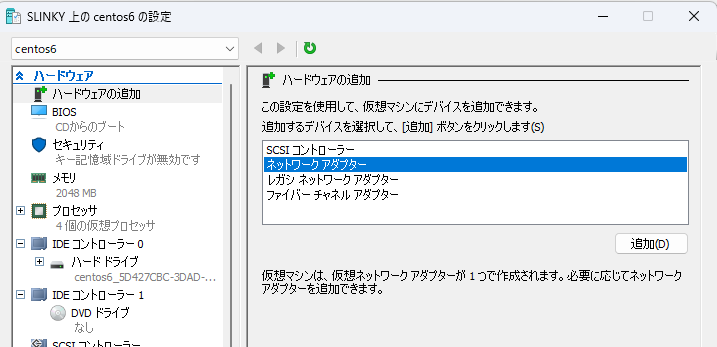 SLINKY 上の centos6 の設定
centos6
ハードウェア
ハードウェアの追加
BIOS
CDからのブート
セキュリティ
キー記憶域ドライブが無効です
メモリ
2048 MB
プロセッサ
4 個の仮想プロセッサ
IDE コントローラー 0
ハード ドライブ
centos6_5D427CBC-3DAD-...
IDE コントローラー 1
DVD ドライブ
なし
SCSI コントローラー
ハードウェアの追加
この設定を使用して、仮想マシンにデバイスを追加できます。
追加するデバイスを選択して、[追加] ボタンをクリックします(S)
SCSI コントローラー
ネットワーク アダプター
レガシ ネットワーク アダプター
ファイバー チャネル アダプター
追加(D)
仮想マシンは、仮想ネットワーク アダプターが 1 つで作成されます。必要に応じてネットワーク
アダプターを追加できます。